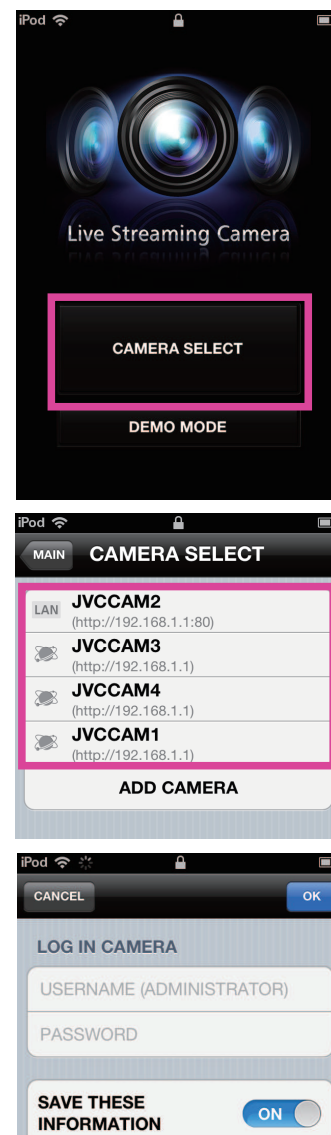 iPod
Live Streaming Camera
CAMERA SELECT
DEMO MODE
iPod
MAIN
CAMERA SELECT
LAN
JVCCAM2
(http://192.168.1.1:80)
JVCCAM3
(http://192.168.1.1)
JVCCAM4
(http://192.168.1.1)
JVCCAM1
(http://192.168.1.1)
ADD CAMERA
iPod
CANCEL
OK
LOG IN CAMERA
USERNAME (ADMINISTRATOR)
PASSWORD
SAVE THESE
INFORMATION
ON